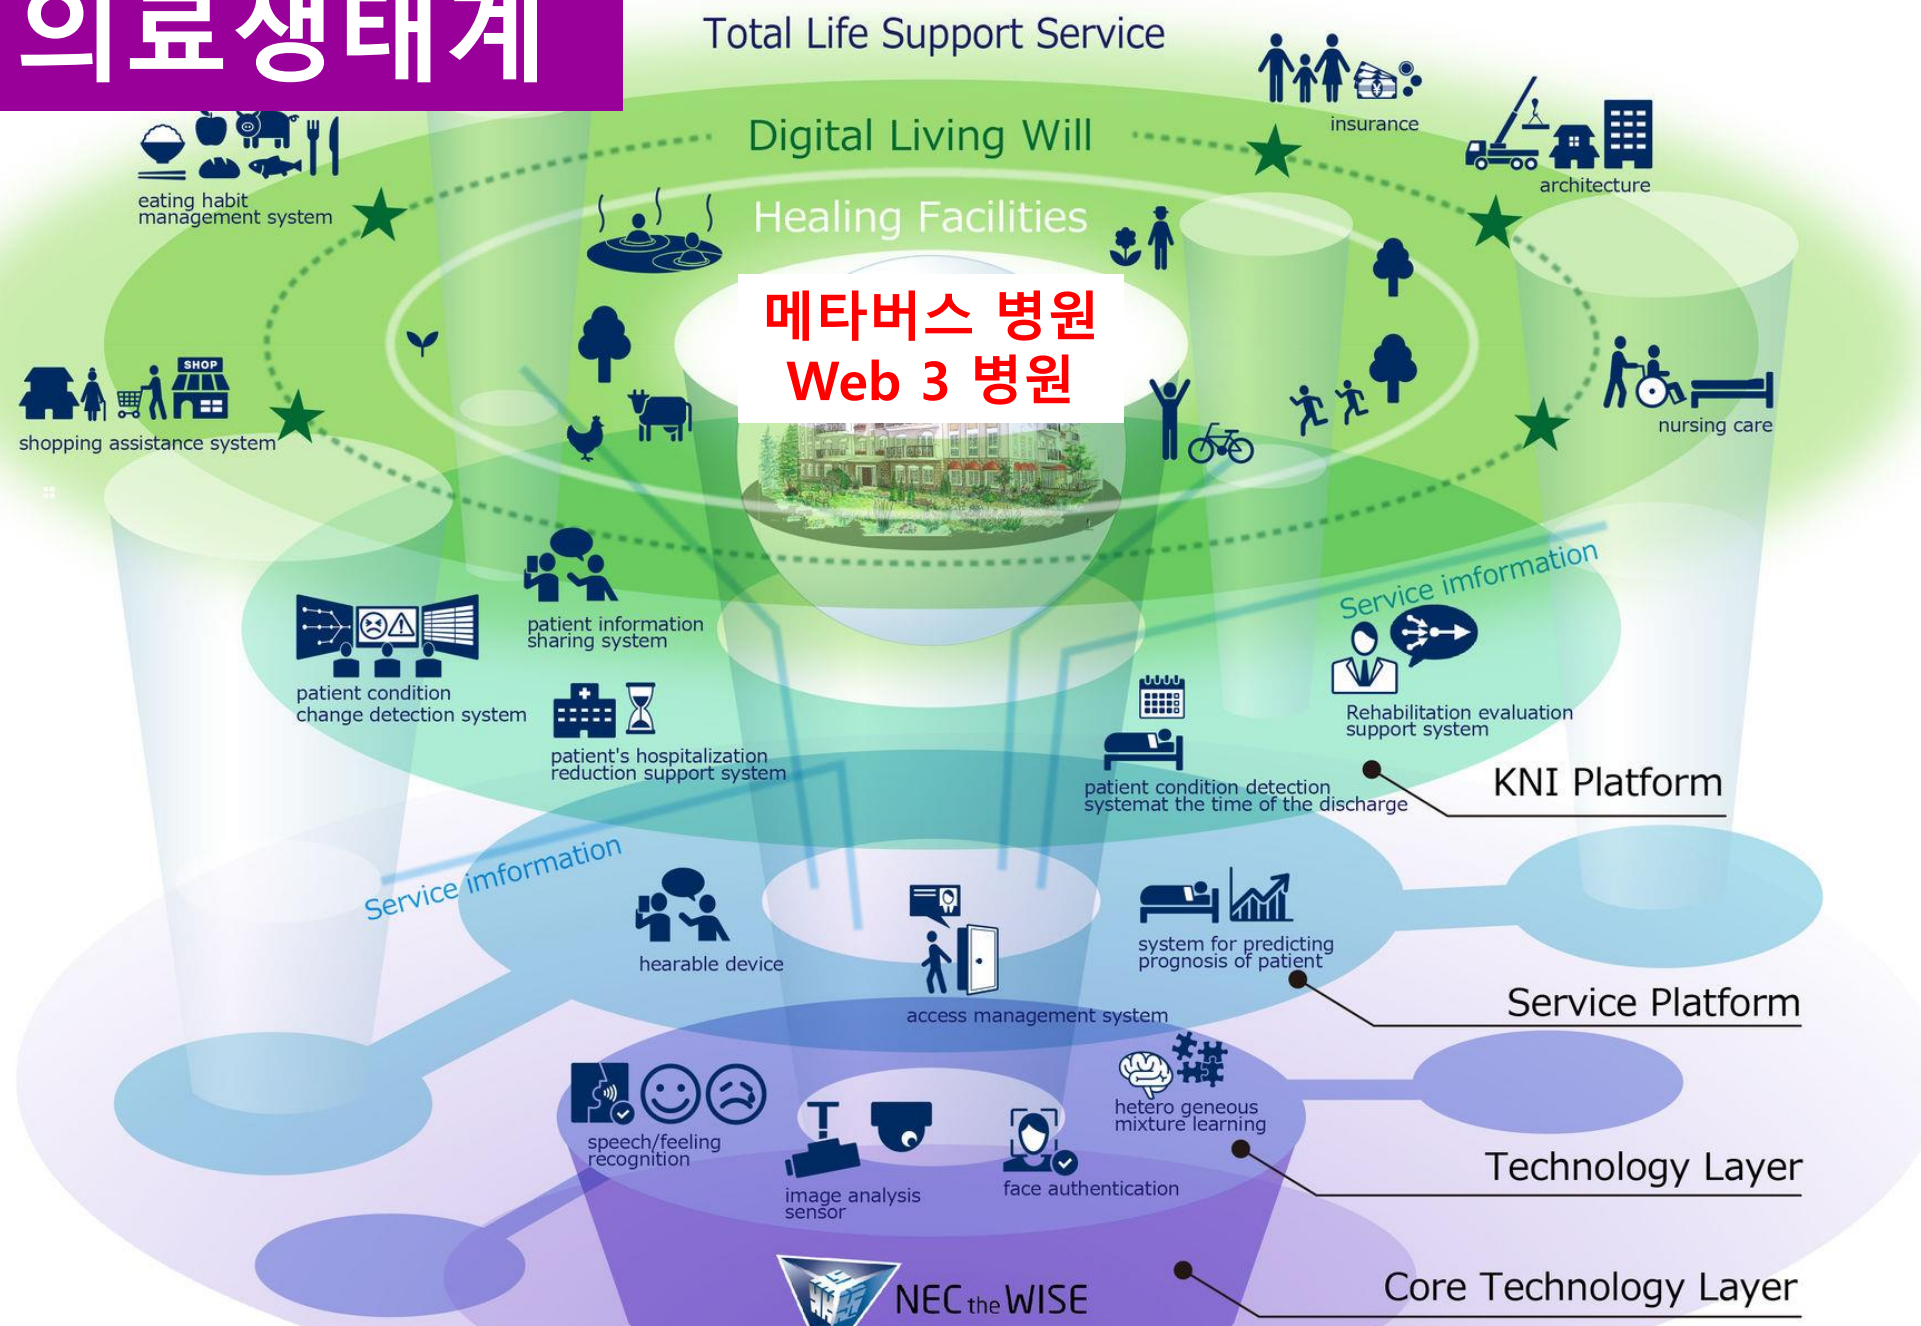 의료생태계
Total Life Support Service
insurance
architecture
Digital Living Will
eating habit
management system
Healing Facilities
메타버스 병원
Web 3 병원
SHOP
shopping assistance system
nursing care
Service imformation
patient information
sharing system
patient condition
change detection system
Rehabilitation evaluation
support system
patient's hospitalization
reduction support system
patient condition detection
systemat the time of the discharge
KNI Platform
Service imformation
hearable device
system for predicting
prognosis of patient
access management system
Service Platform
speech/feeling
recognition
hetero geneous
mixture learning
image analysis
sensor
face authentication
Technology Layer
NEC the WISE
Core Technology Layer